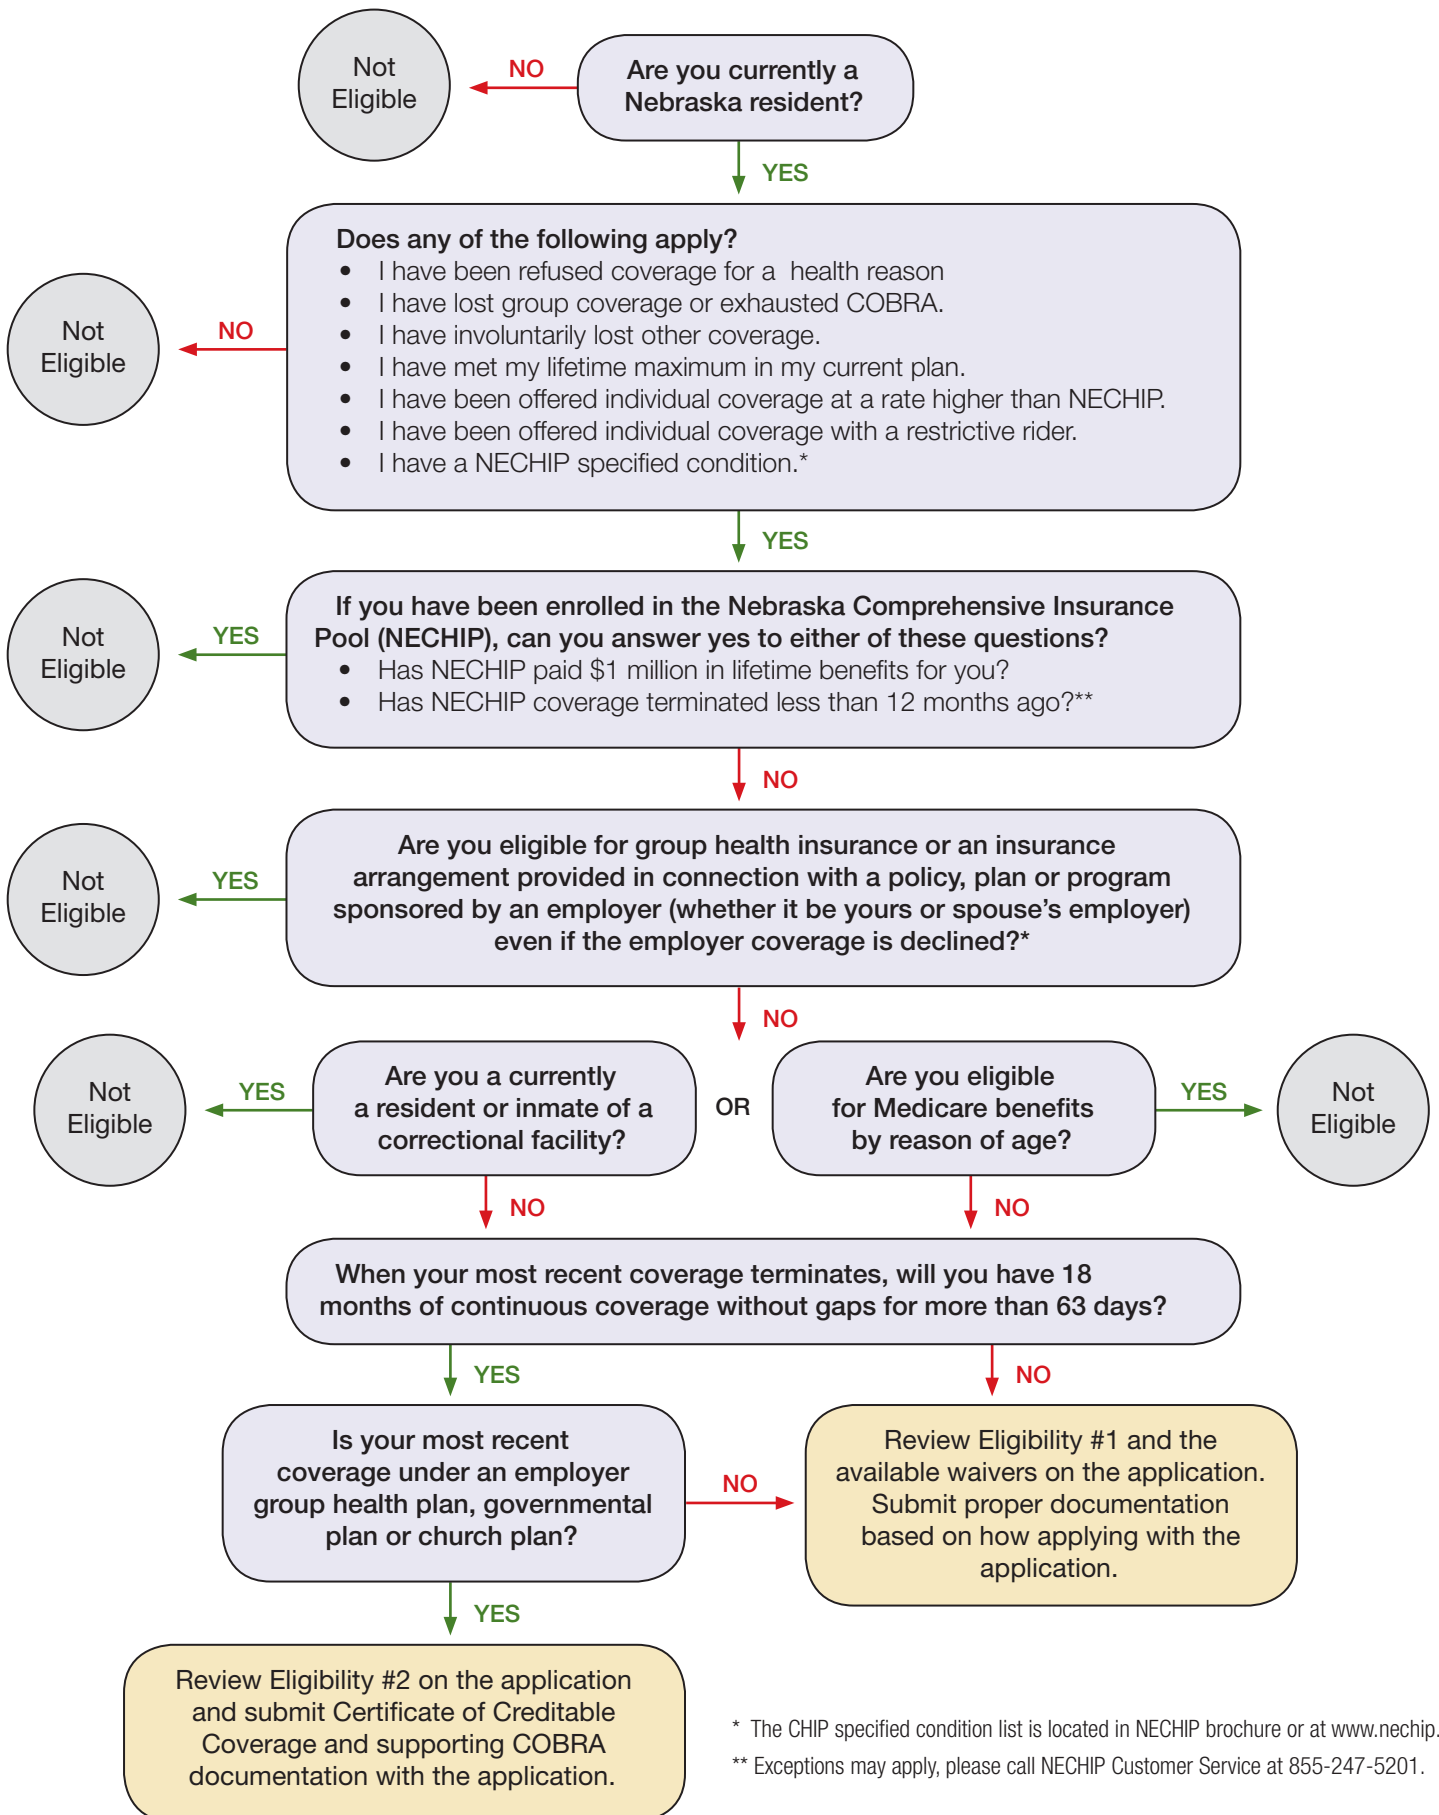 Not
Eligible
NO
Are you currently a
Nebraska resident?
YES
Does any of the following apply?
• I have been refused coverage for a  health reason
• I have lost group coverage or exhausted COBRA.
• I have involuntarily lost other coverage.
• I have met my lifetime maximum in my current plan.
• I have been offered individual coverage at a rate higher than NECHIP.
• I have been offered individual coverage with a restrictive rider.
• I have a NECHIP specified condition.*
Not
Eligible
NO
YES
If you have been enrolled in the Nebraska Comprehensive Insurance
Pool (NECHIP), can you answer yes to either of these questions?
• Has NECHIP paid $1 million in lifetime benefits for you?
• Has NECHIP coverage terminated less than 12 months ago?**
Not
Eligible
YES
NO
Are you eligible for group health insurance or an insurance
arrangement provided in connection with a policy, plan or program
sponsored by an employer (whether it be yours or spouse's employer)
even if the employer coverage is declined?*
Not
Eligible
YES
NO
Not
Eligible
YES
Are you a currently
a resident or inmate of a
correctional facility?
OR
Are you eligible
for Medicare benefits
by reason of age?
YES
Not
Eligible
NO
NO
When your most recent coverage terminates, will you have 18
months of continuous coverage without gaps for more than 63 days?
YES
NO
Is your most recent
coverage under an employer
group health plan, governmental
plan or church plan?
NO
Review Eligibility #1 and the
available waivers on the application.
Submit proper documentation
based on how applying with the
application.
YES
Review Eligibility #2 on the application
and submit Certificate of Creditable
Coverage and supporting COBRA
documentation with the application.
* The CHIP specified condition list is located in NECHIP brochure or at www.nechip.
** Exceptions may apply, please call NECHIP Customer Service at 855-247-5201.